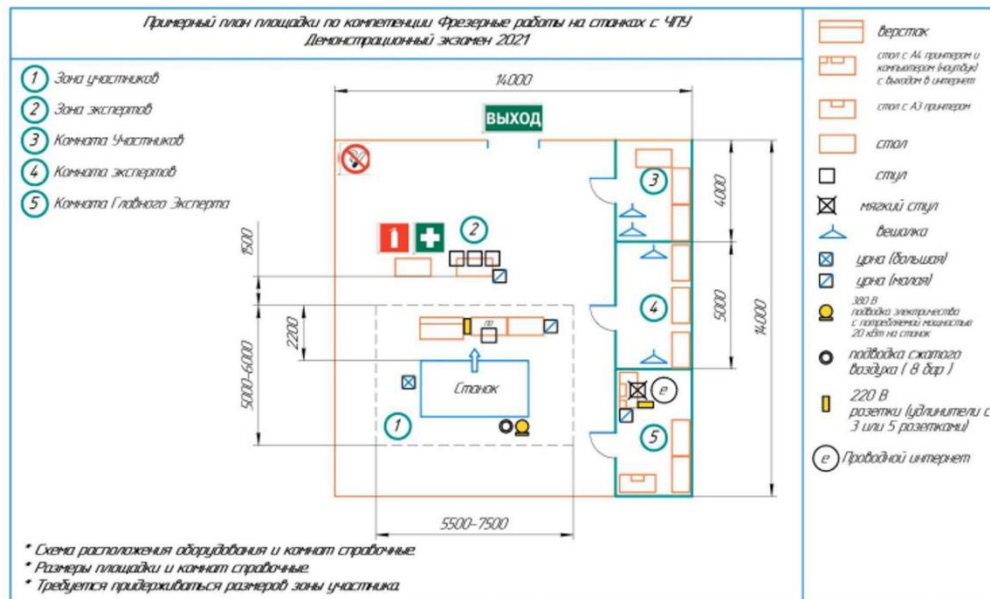 Примерный план площадки по компетенции Фрезерные работы на станках с ЧПУ
Демонстрационный экзамен 2021
1 Зона участников
2 Зона экспертов
3 Комната Участников
4 Комната экспертов
5 Комната Главного Эксперта
14000
ВЫХОД
3
4000
2
1500
4
5000
14000
2200
5000-6000
ПО
Станок
1
е
5
5500-7500
* Схема расположения оборудования и комнат справочные.
* Размеры площадки и комнат справочные.
* Требуется придерживаться размеров зоны участника.
верстак
стол с А4 принтером и
компьютером (ноутбук)
с выходом в интернет
стол с А3 принтером
стол
стул
мягкий стул
вешалка
урна (большая)
урна (малая)
380 В
подводка электричества
с потребляемой мощностью
20 кВт на станок
подводка сжатого
воздуха ( 8 бар )
220 В
розетки (удлинители с
3 или 5 розетками)
е Проводной интернет